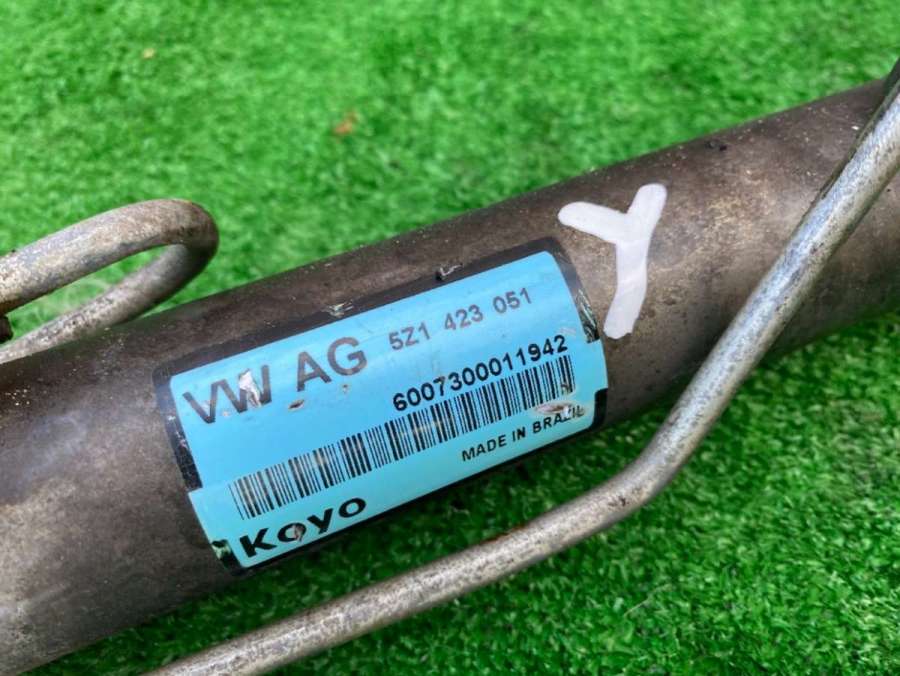 Y
VW AG 5Z1 423 051
6007300011942
MADE IN BRAZIL
Koyo